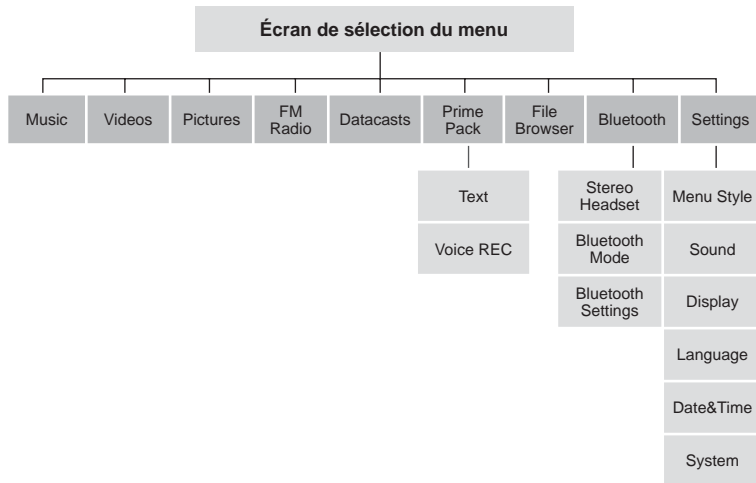 Écran de sélection du menu
Music
Videos
Pictures
FM
Radio
Datacasts
Prime
Pack
File
Browser
Bluetooth
Settings
Text
Voice REC
Stereo
Headset
Bluetooth
Mode
Bluetooth
Settings
Menu Style
Sound
Display
Language
Date&Time
System